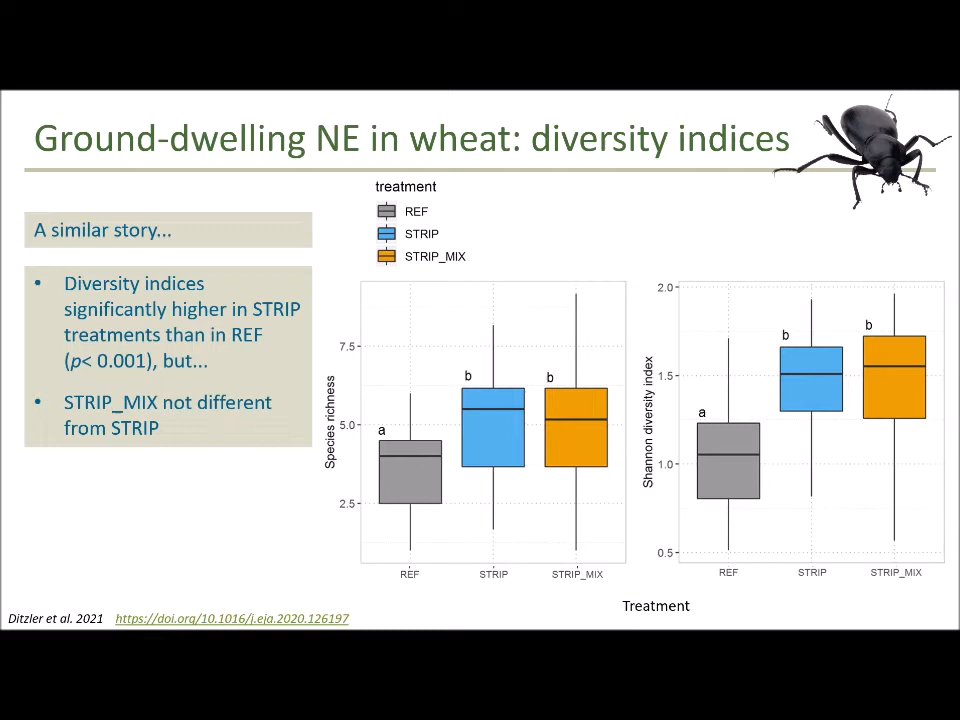 Ground-dwelling NE in wheat: diversity indices
A similar story...
• Diversity indices
significantly higher in STRIP
treatments than in REF
(p< 0.001), but...
• STRIP_MIX not different
from STRIP
treatment
REF
STRIP
STRIP_MIX
Species richness
7.5
5.0
2.5
a
b
b
REF
STRIP
STRIP_MIX
Shannon diversity index
2.0
1.5
1.0
0.5
a
b
b
REF
STRIP
STRIP_MIX
Treatment
Ditzler et al. 2021 https://doi.org/10.1016/j.eja.2020.126197